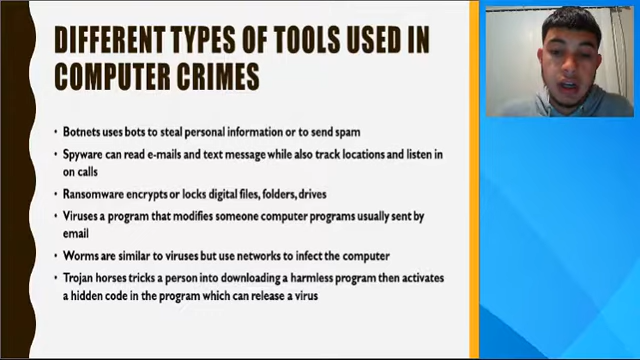 DIFFERENT TYPES OF TOOLS USED IN
COMPUTER CRIMES
• Botnets uses bots to steal personal information or to send spam
• Spyware can read e-mails and text message while also track locations and listen in
on calls
• Ransomware encrypts or locks digital files, folders, drives
• Viruses a program that modifies someone computer programs usually sent by
email
• Worms are similar to viruses but use networks to infect the computer
• Trojan horses tricks a person into downloading a harmless program then activates
a hidden code in the program which can release a virus